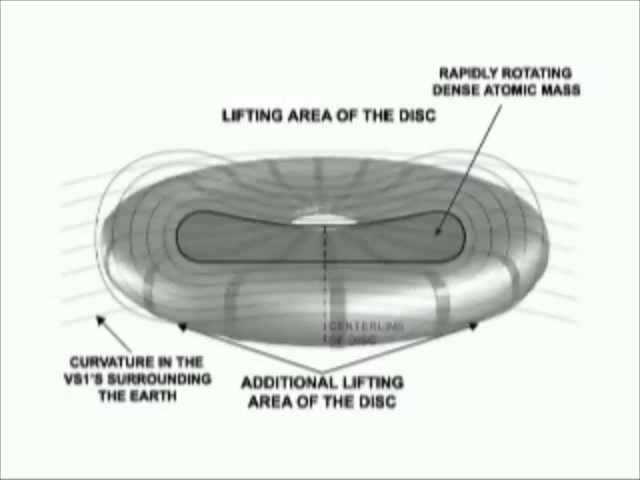 RAPIDLY ROTATING
DENSE ATOMIC MASS
LIFTING AREA OF THE DISC
CENTERLINE
OF DISC
CURVATURE IN THE
VS1'S SURROUNDING
THE EARTH
ADDITIONAL LIFTING
AREA OF THE DISC